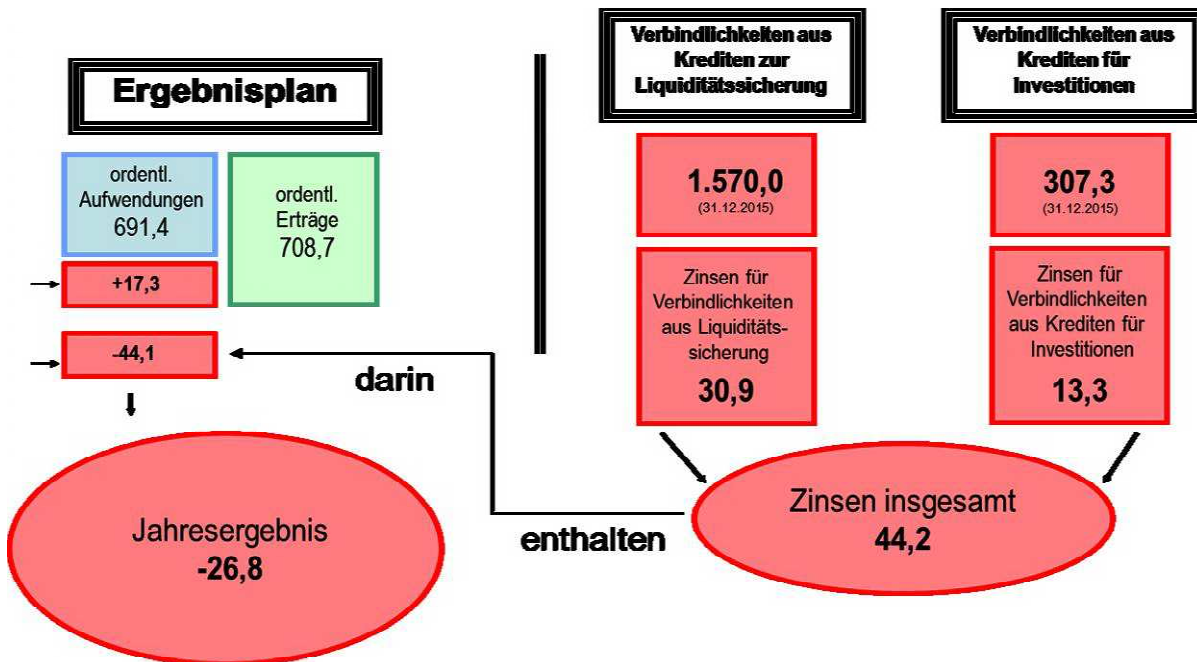 Ergebnisplan
ordentl.
Aufwendungen
691,4
ordentl.
Erträge
708,7
+17,3
-44,1
Jahresergebnis
-26,8
Verbindlichkeiten aus
Krediten zur
Liquiditätssicherung
1.570,0
(31.12.2015)
Zinsen für
Verbindlichkeiten
aus Liquiditäts-
sicherung
30,9
Verbindlichkeiten aus
Krediten für
Investitionen
307,3
(31.12.2015)
Zinsen für
Verbindlichkeiten
aus Krediten für
Investitionen
13,3
darin
enthalten
Zinsen insgesamt
44,2